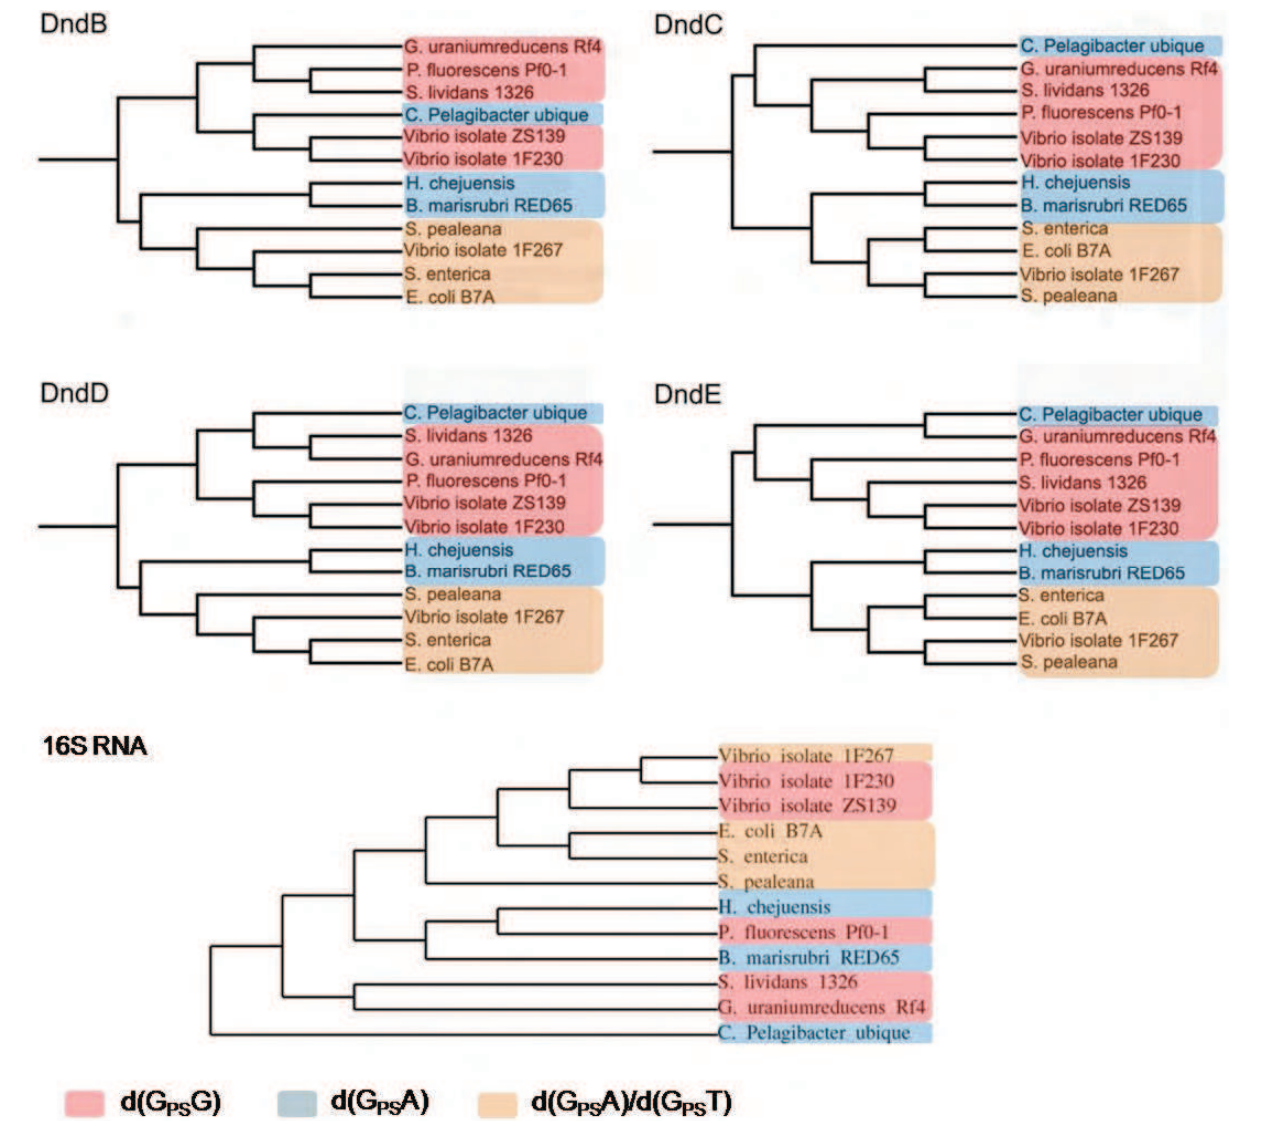 DndB
G. uraniumreducens Rf4
P. fluorescens Pf0-1
S. lividans 1326
C. Pelagibacter ubique
Vibrio isolate ZS139
Vibrio isolate 1F230
H. chejuensis
B. marisrubri RED65
S. pealeana
Vibrio isolate 1F267
S. enterica
E. coli B7A
DndC
C. Pelagibacter ubique
G. uraniumreducens Rf4
S. lividans 1326
P. fluorescens Pf0-1
Vibrio isolate ZS139
Vibrio isolate 1F230
H. chejuensis
B. marisrubri RED65
S. enterica
E. coli B7A
Vibrio isolate 1F267
S. pealeana
DndD
C. Pelagibacter ubique
S. lividans 1326
G. uraniumreducens Rf4
P. fluorescens Pf0-1
Vibrio isolate ZS139
Vibrio isolate 1F230
H. chejuensis
B. marisrubri RED65
S. pealeana
Vibrio isolate 1F267
S. enterica
E. coli B7A
DndE
C. Pelagibacter ubique
G. uraniumreducens Rf4
P. fluorescens Pf0-1
S. lividans 1326
Vibrio isolate ZS139
Vibrio isolate 1F230
H. chejuensis
B. marisrubri RED65
S. enterica
E. coli B7A
Vibrio isolate 1F267
S. pealeana
16S RNA
Vibrio isolate 1F267
Vibrio isolate 1F230
Vibrio isolate ZS139
E. coli B7A
S. enterica
S. pealeana
H. chejuensis
P. fluorescens Pf0-1
B. marisrubri RED65
S. lividans 1326
G. uraniumreducens Rf4
C. Pelagibacter ubique
d(GPSG)
d(GPSA)
d(GPSA)/d(GPST)